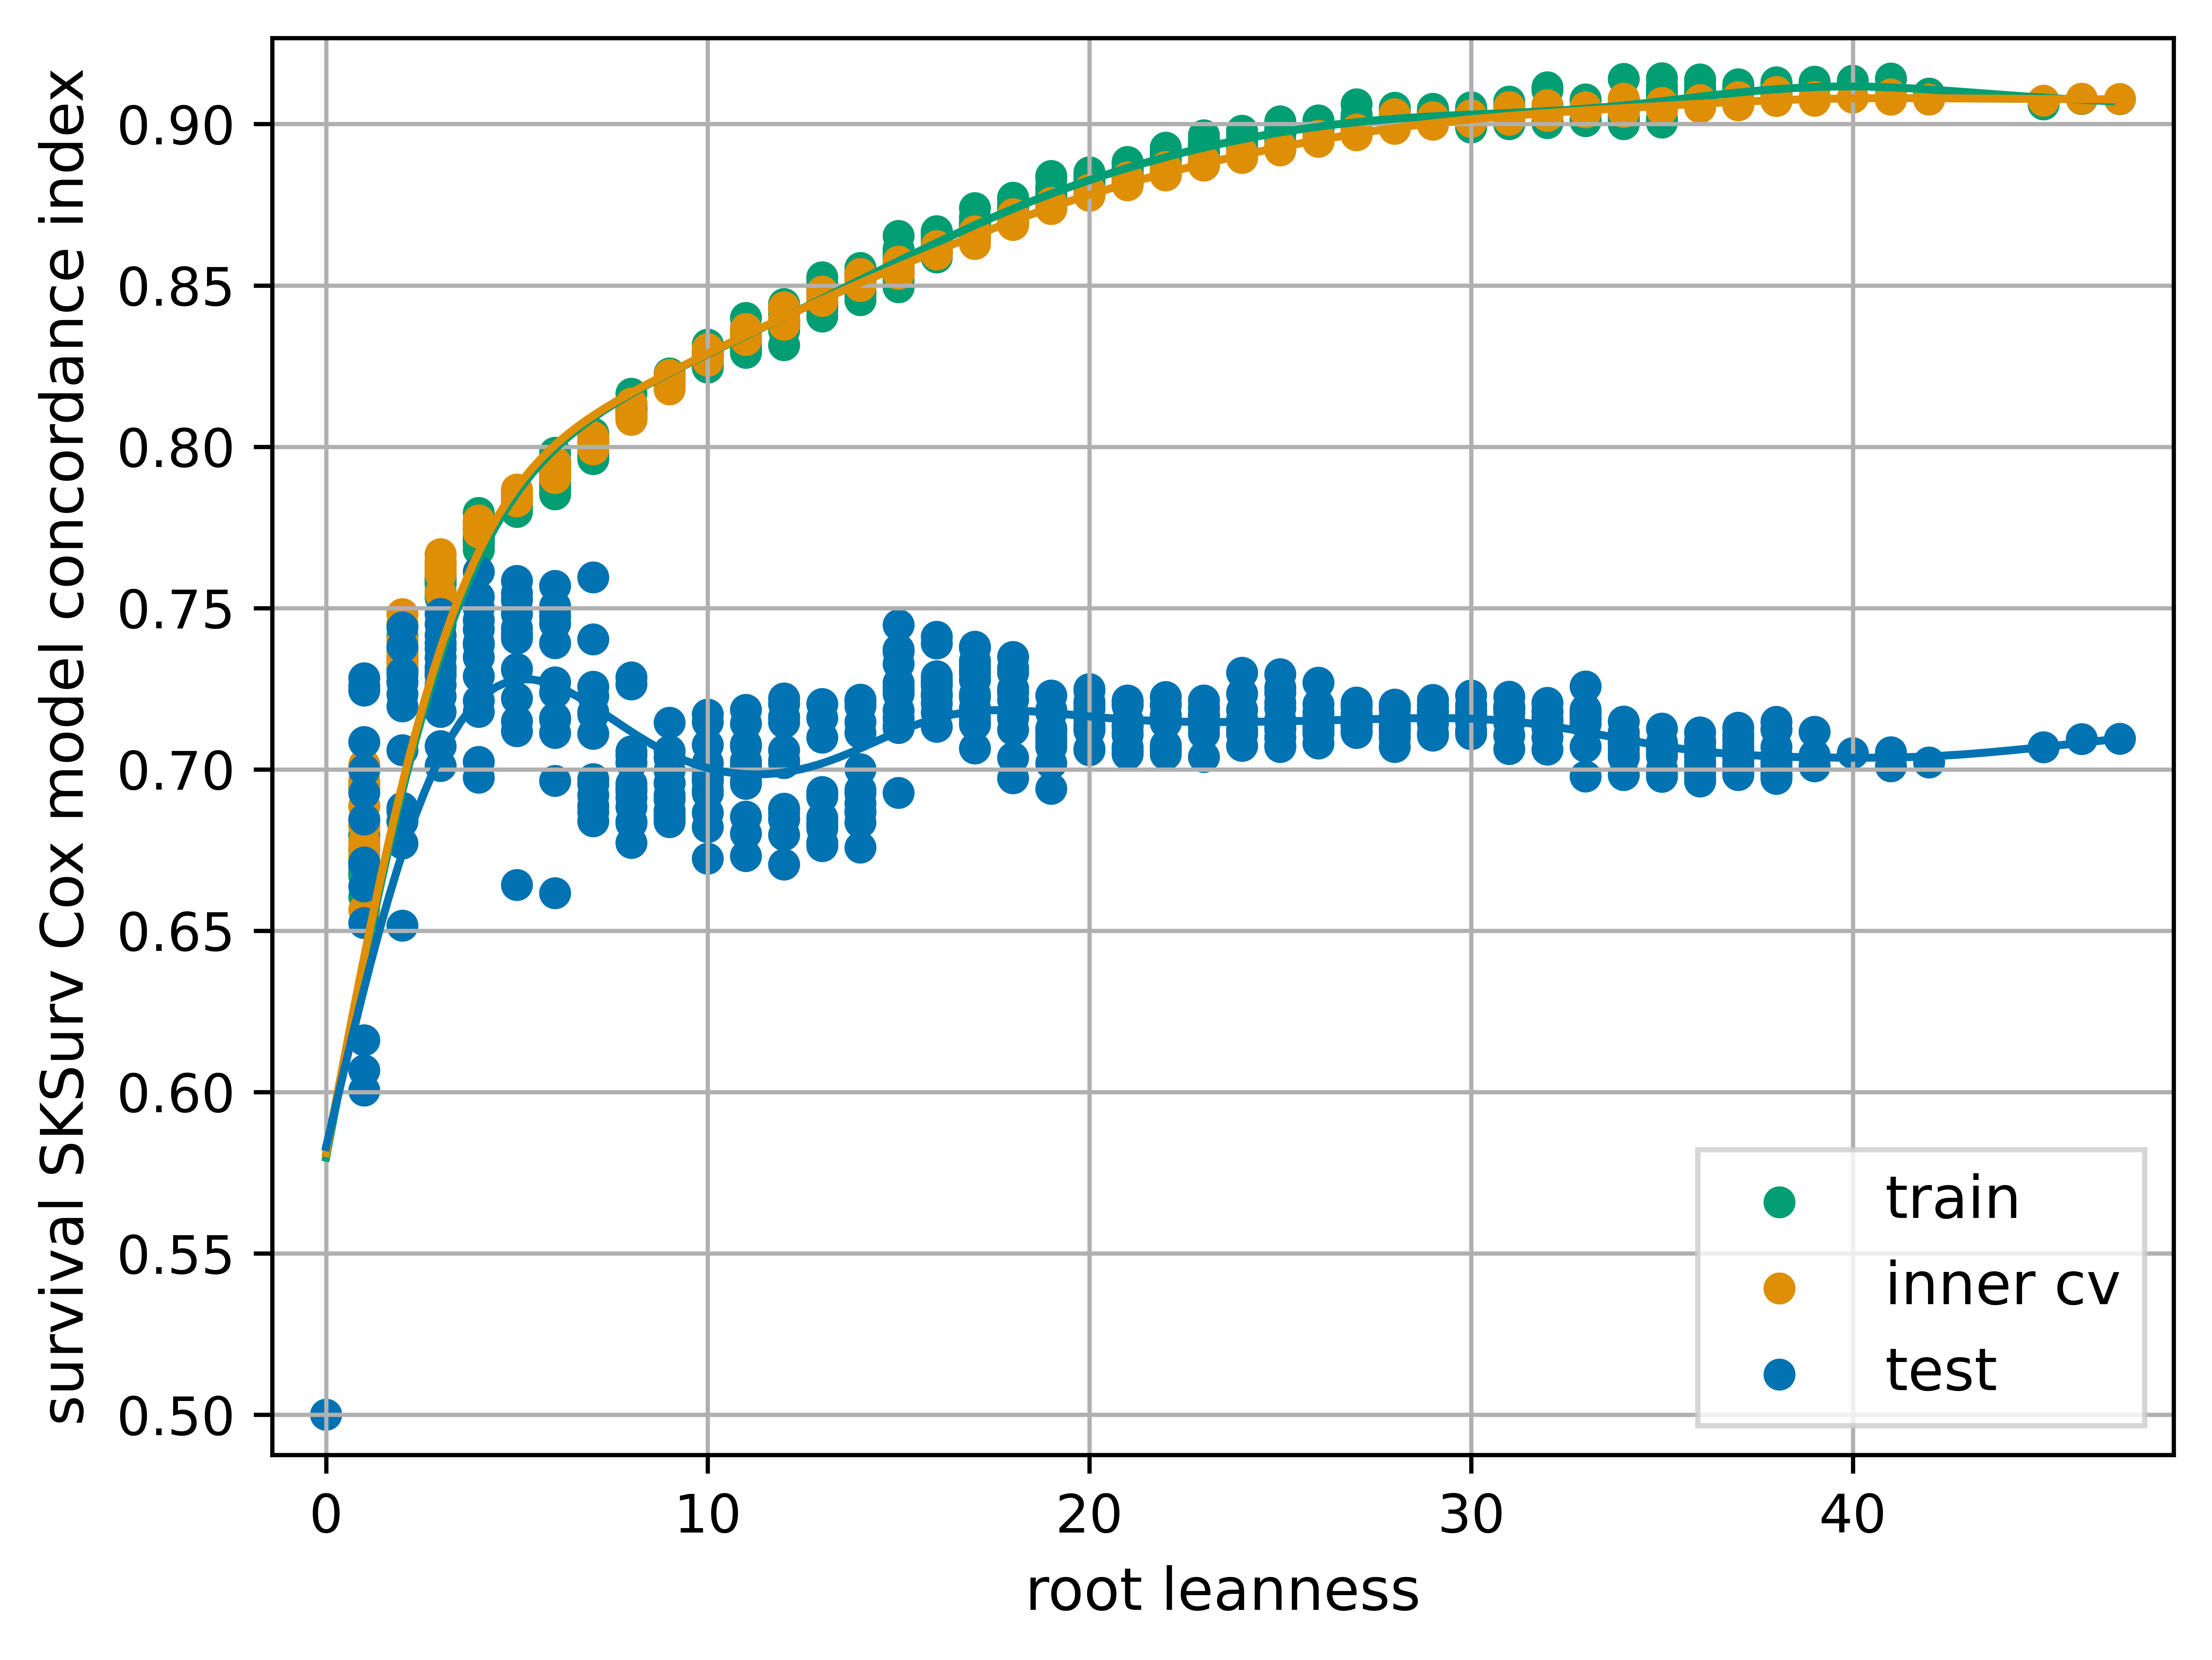 survival SKSurv Cox model concordance index
0.90
0.85
0.80
0.75
0.70
0.65
0.60
0.55
0.50
0 10 20 30 40
root leanness
train
inner cv
test